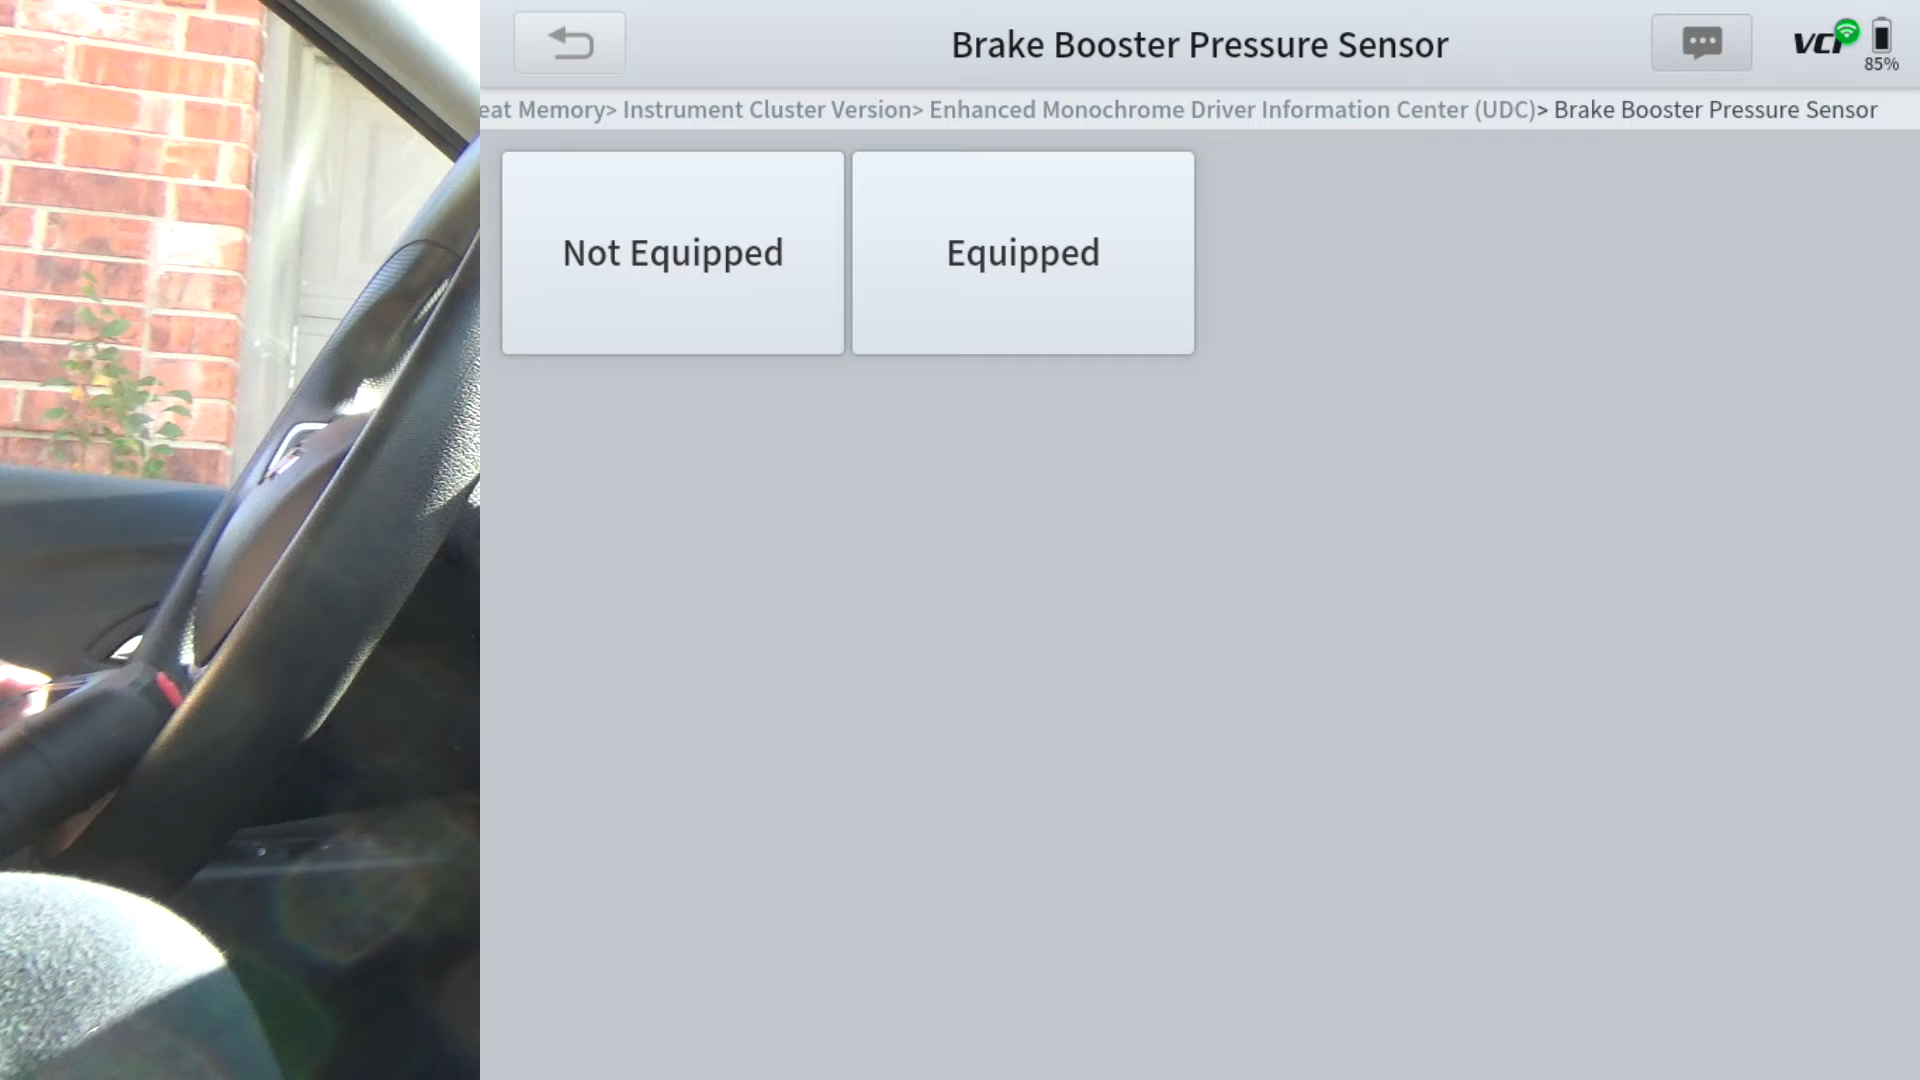 Brake Booster Pressure Sensor
VCI
85%
eat Memory> Instrument Cluster Version> Enhanced Monochrome Driver Information Center (UDC)> Brake Booster Pressure Sensor
Not Equipped
Equipped